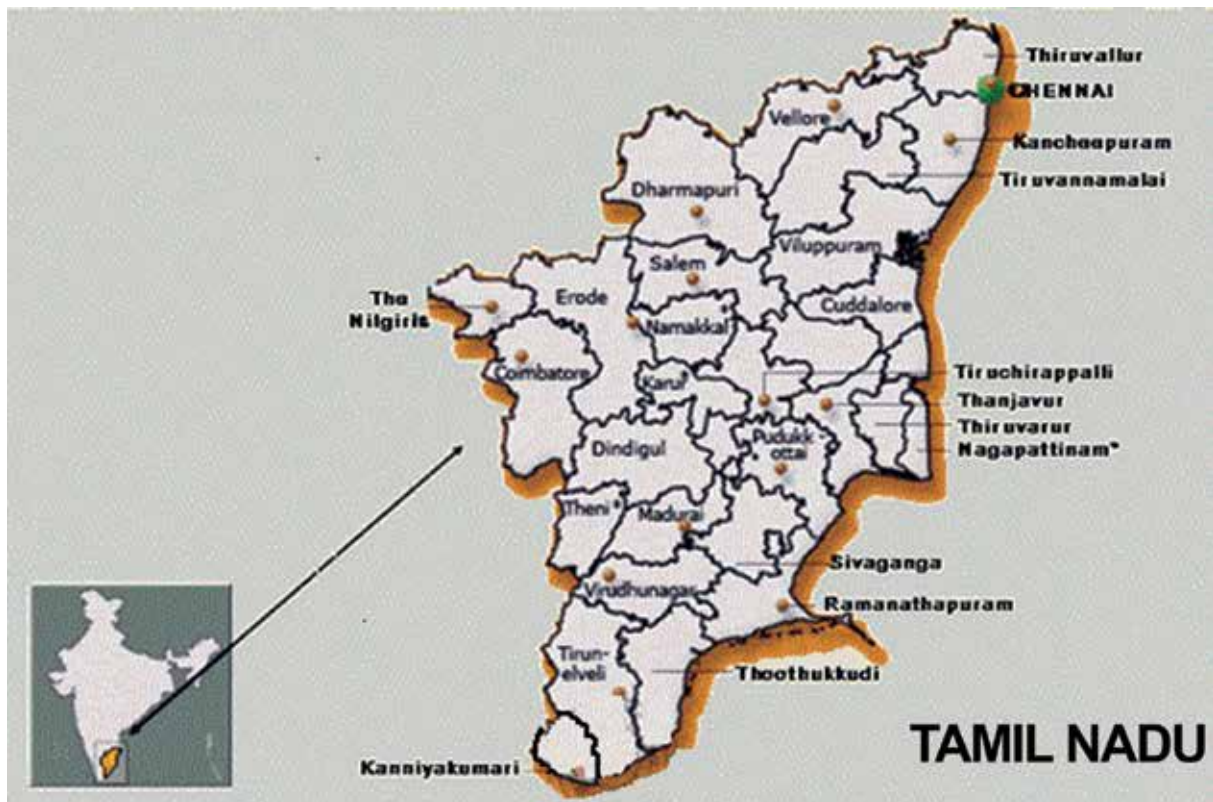 Thiruvallur
CHENNAI
Vellore
Kancheepuram
Tiruvannamalai
Dharmapuri
Viluppuram
Salem
The
Nilgiris
Erode
Cuddalore
Namakkal
Coimbatore
Karur
Tiruchirappalli
Thanjavur
Thiruvarur
Nagapattinam*
Pudukk-
ottai
Dindigul
Theni*
Madurai
Sivaganga
Virudhunagar
Ramanathapuram
Tirun-
elveli
Thoothukkudi
TAMIL NADU
Kanniyakumari